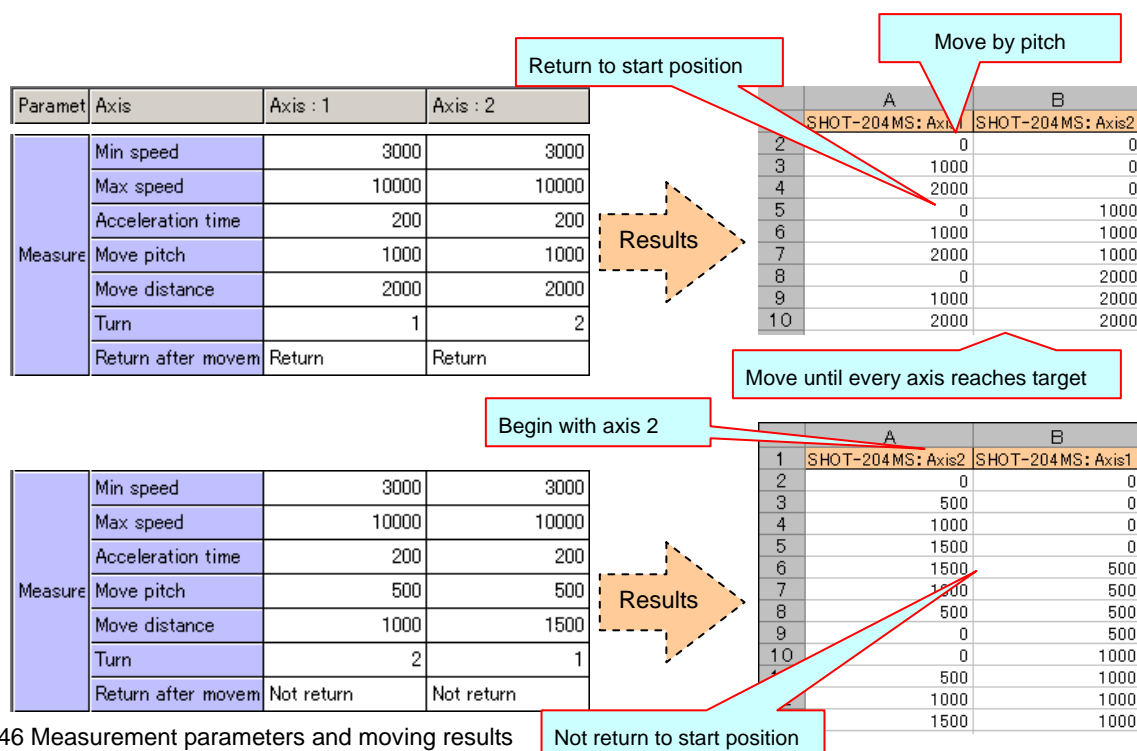 Move by pitch
Return to start position
Paramet Axis Axis : 1 Axis : 2
Min speed 3000 3000
Max speed 10000 10000
Acceleration time 200 200
Measure Move pitch 1000 1000
Move distance 2000 2000
Turn 1 2
Return after movem Return Return
Results
A B
SHOT-204MS: Axis1 SHOT-204MS: Axis2
2 0 0
3 1000 0
4 2000 0
5 0 1000
6 1000 1000
7 2000 1000
8 0 2000
9 1000 2000
10 2000 2000
Move until every axis reaches target
Begin with axis 2
Min speed 3000 3000
Max speed 10000 10000
Acceleration time 200 200
Measure Move pitch 500 500
Move distance 1000 1500
Turn 2 1
Return after movem Not return Not return
Results
A B
1 SHOT-204MS: Axis2 SHOT-204MS: Axis1
2 0 0
3 500 0
4 1000 0
5 1500 0
6 1500 500
7 1000 500
8 500 500
9 0 500
10 0 1000
500 1000
1000 1000
1500 1000
Not return to start position
46 Measurement parameters and moving results